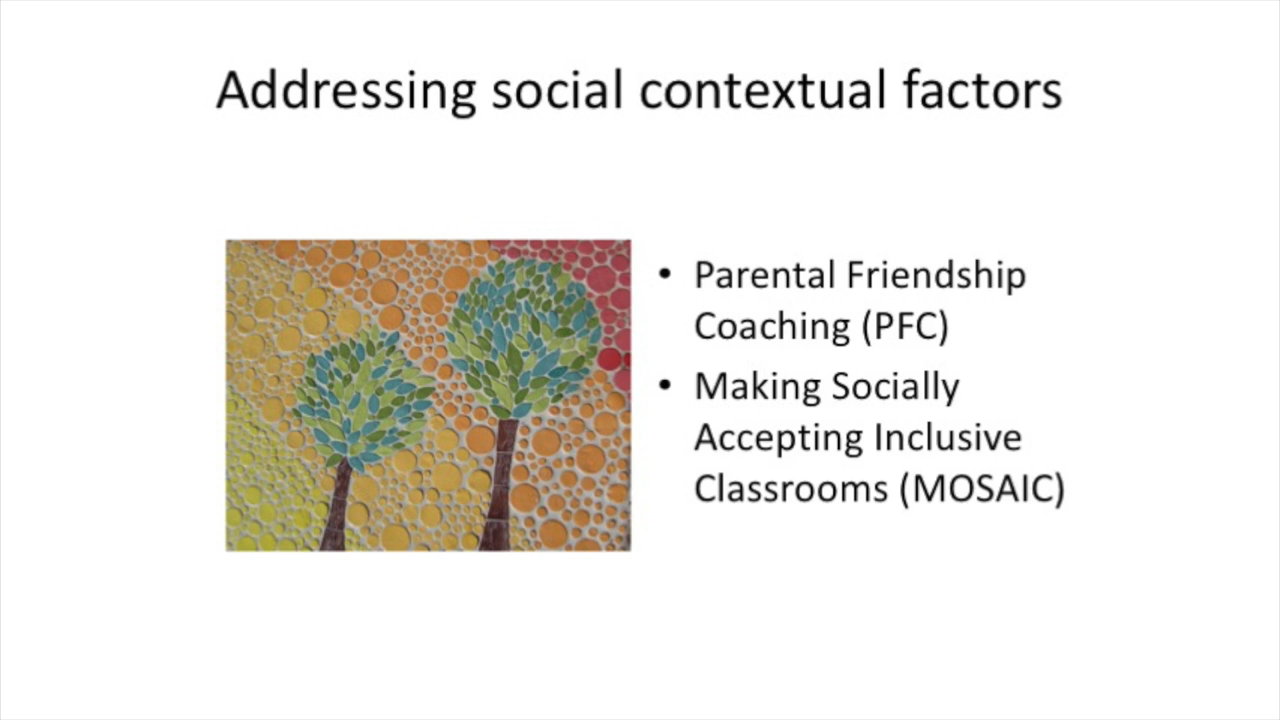 Addressing social contextual factors
• Parental Friendship
Coaching (PFC)
• Making Socially
Accepting Inclusive
Classrooms (MOSAIC)